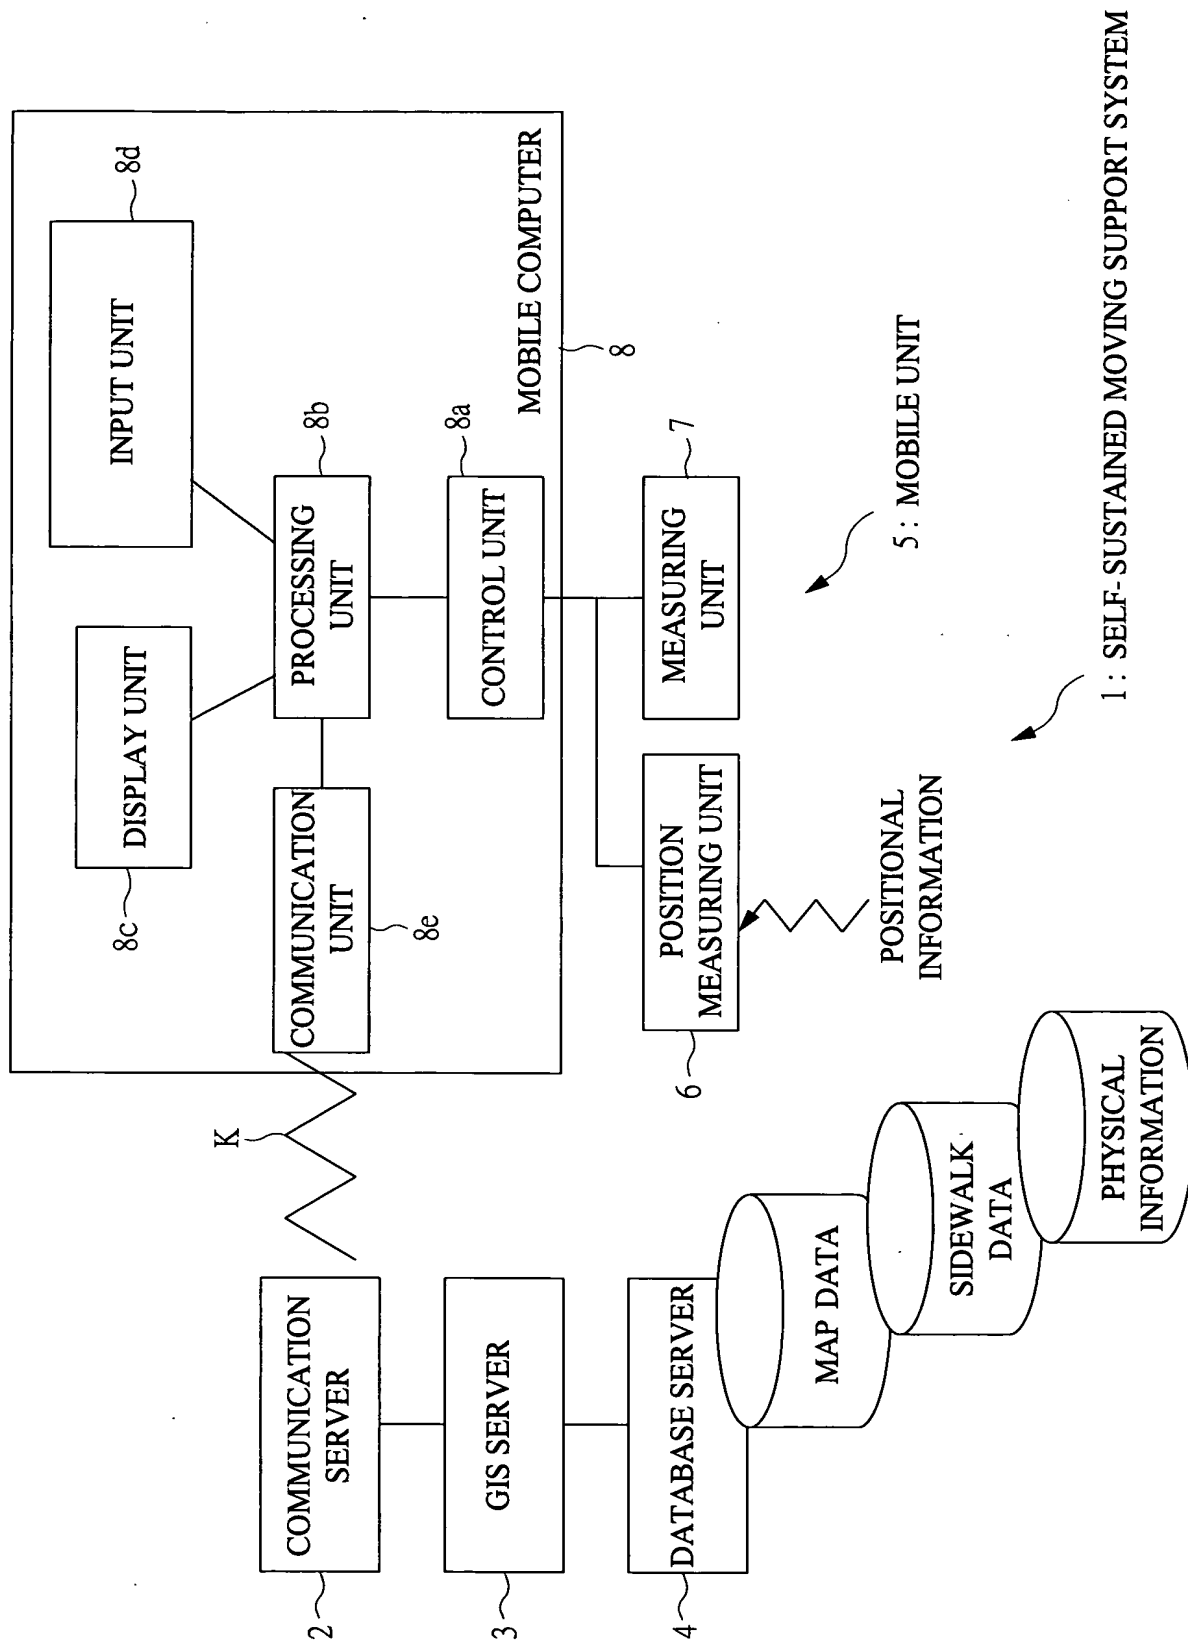 8d
INPUT UNIT
DISPLAY UNIT
8c
8b
PROCESSING
UNIT
COMMUNICATION
UNIT
8e
8a
CONTROL UNIT
MOBILE COMPUTER
8
K
7
MEASURING
UNIT
POSITION
MEASURING UNIT
6
POSITIONAL
INFORMATION
5 : MOBILE UNIT
1 : SELF- SUSTAINED MOVING SUPPORT SYSTEM
COMMUNICATION
SERVER
2
GIS SERVER
3
DATABASE SERVER
4
MAP DATA
SIDEWALK
DATA
PHYSICAL
INFORMATION